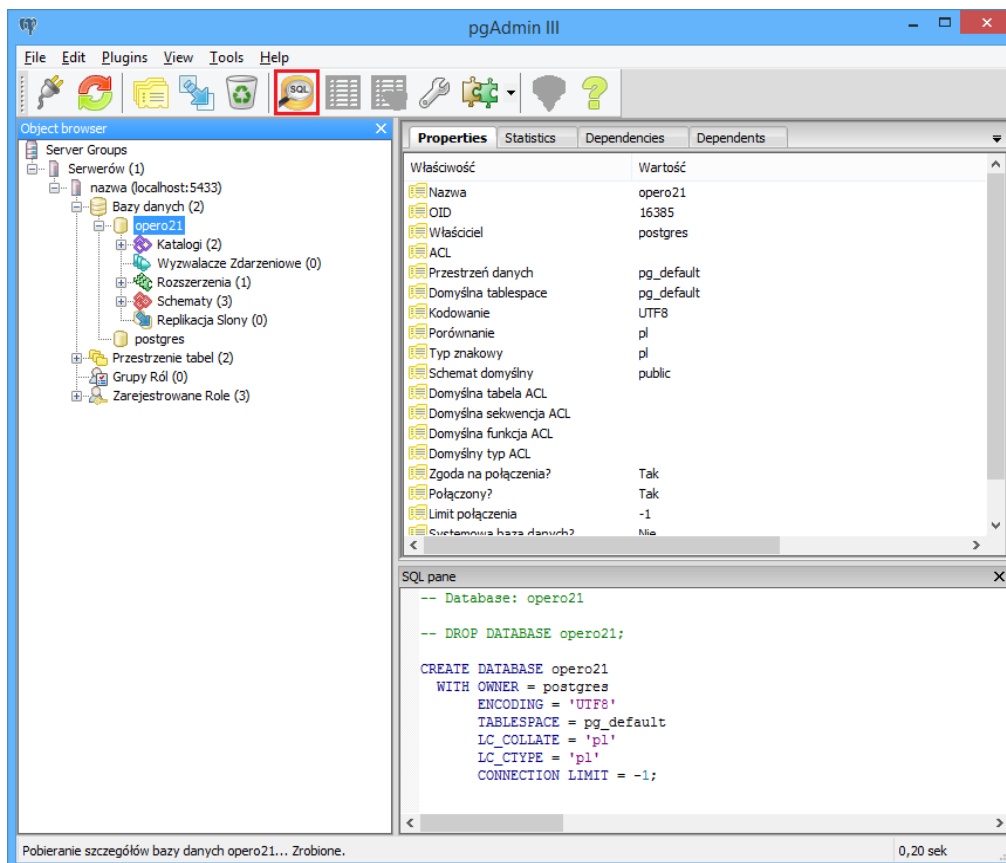 pgAdmin III
File Edit Plugins View Tools Help
SQL
Object browser
Server Groups
Serwerów (1)
nazwa (localhost:5433)
Bazy danych (2)
opero21
Katalogi (2)
Wyzwalacze Zdarzeniowe (0)
Rozszerzenia (1)
Schematy (3)
Replikacja Slony (0)
postgres
Przestrzenie tabel (2)
Grupy Ról (0)
Zarejestrowane Role (3)
Properties Statistics Dependencies Dependents
Właściwość Wartość
Nazwa opero21
OID 16385
Właściciel postgres
ACL
Przestrzeń danych pg_default
Domyślna tablespace pg_default
Kodowanie UTF8
Porównanie pl
Typ znakowy pl
Schemat domyślny public
Domyślna tabela ACL
Domyślna sekwencja ACL
Domyślna funkcja ACL
Domyślny typ ACL
Zgoda na połączenia? Tak
Połączony? Tak
Limit połączenia -1
Systemowa baza danych? Nie
SQL pane
-- Database: opero21
-- DROP DATABASE opero21;
CREATE DATABASE opero21
WITH OWNER = postgres
ENCODING = 'UTF8'
TABLESPACE = pg_default
LC_COLLATE = 'pl'
LC_CTYPE = 'pl'
CONNECTION LIMIT = -1;
Pobieranie szczegółów bazy danych opero21... Zrobione. 0,20 sek